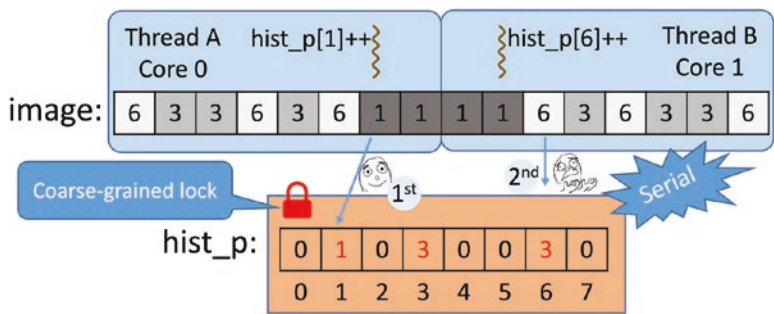 Thread A
Core 0
hist_p[1]++
hist_p[6]++
Thread B
Core 1
image: 6 3 3 6 3 6 1 1 1 1 6 3 6 3 3 6
Coarse-grained lock
1st
2nd
Serial
hist_p: 0 1 0 3 0 0 3 0
0 1 2 3 4 5 6 7